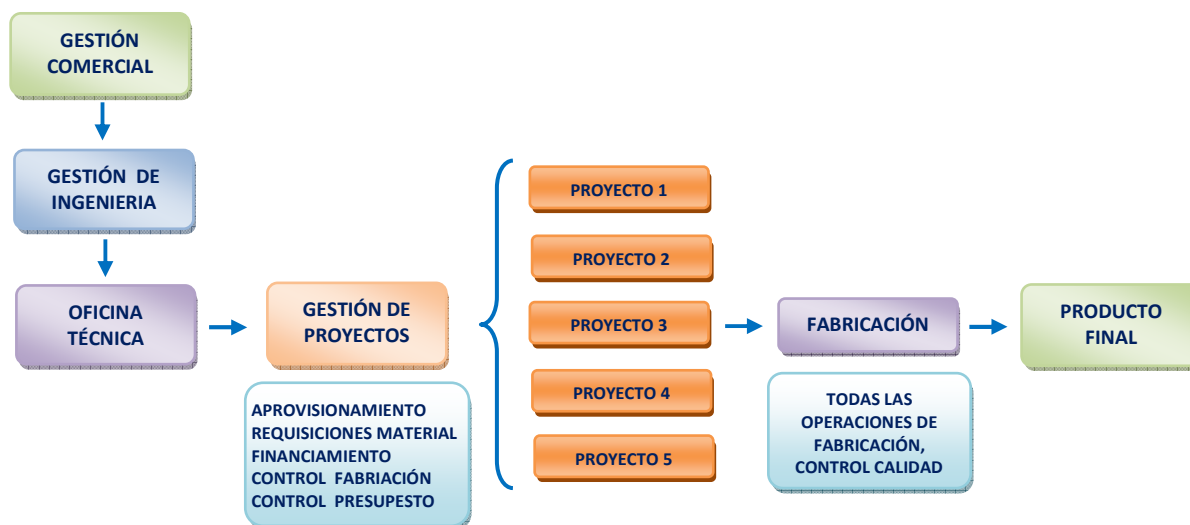 GESTIÓN
COMERCIAL
GESTIÓN DE
INGENIERIA
OFICINA
TÉCNICA
GESTIÓN DE
PROYECTOS
APROVISIONAMIENTO
REQUISICIONES MATERIAL
FINANCIAMIENTO
CONTROL FABRIACIÓN
CONTROL PRESUPESTO
PROYECTO 1
PROYECTO 2
PROYECTO 3
PROYECTO 4
PROYECTO 5
FABRICACIÓN
TODAS LAS
OPERACIONES DE
FABRICACIÓN,
CONTROL CALIDAD
PRODUCTO
FINAL